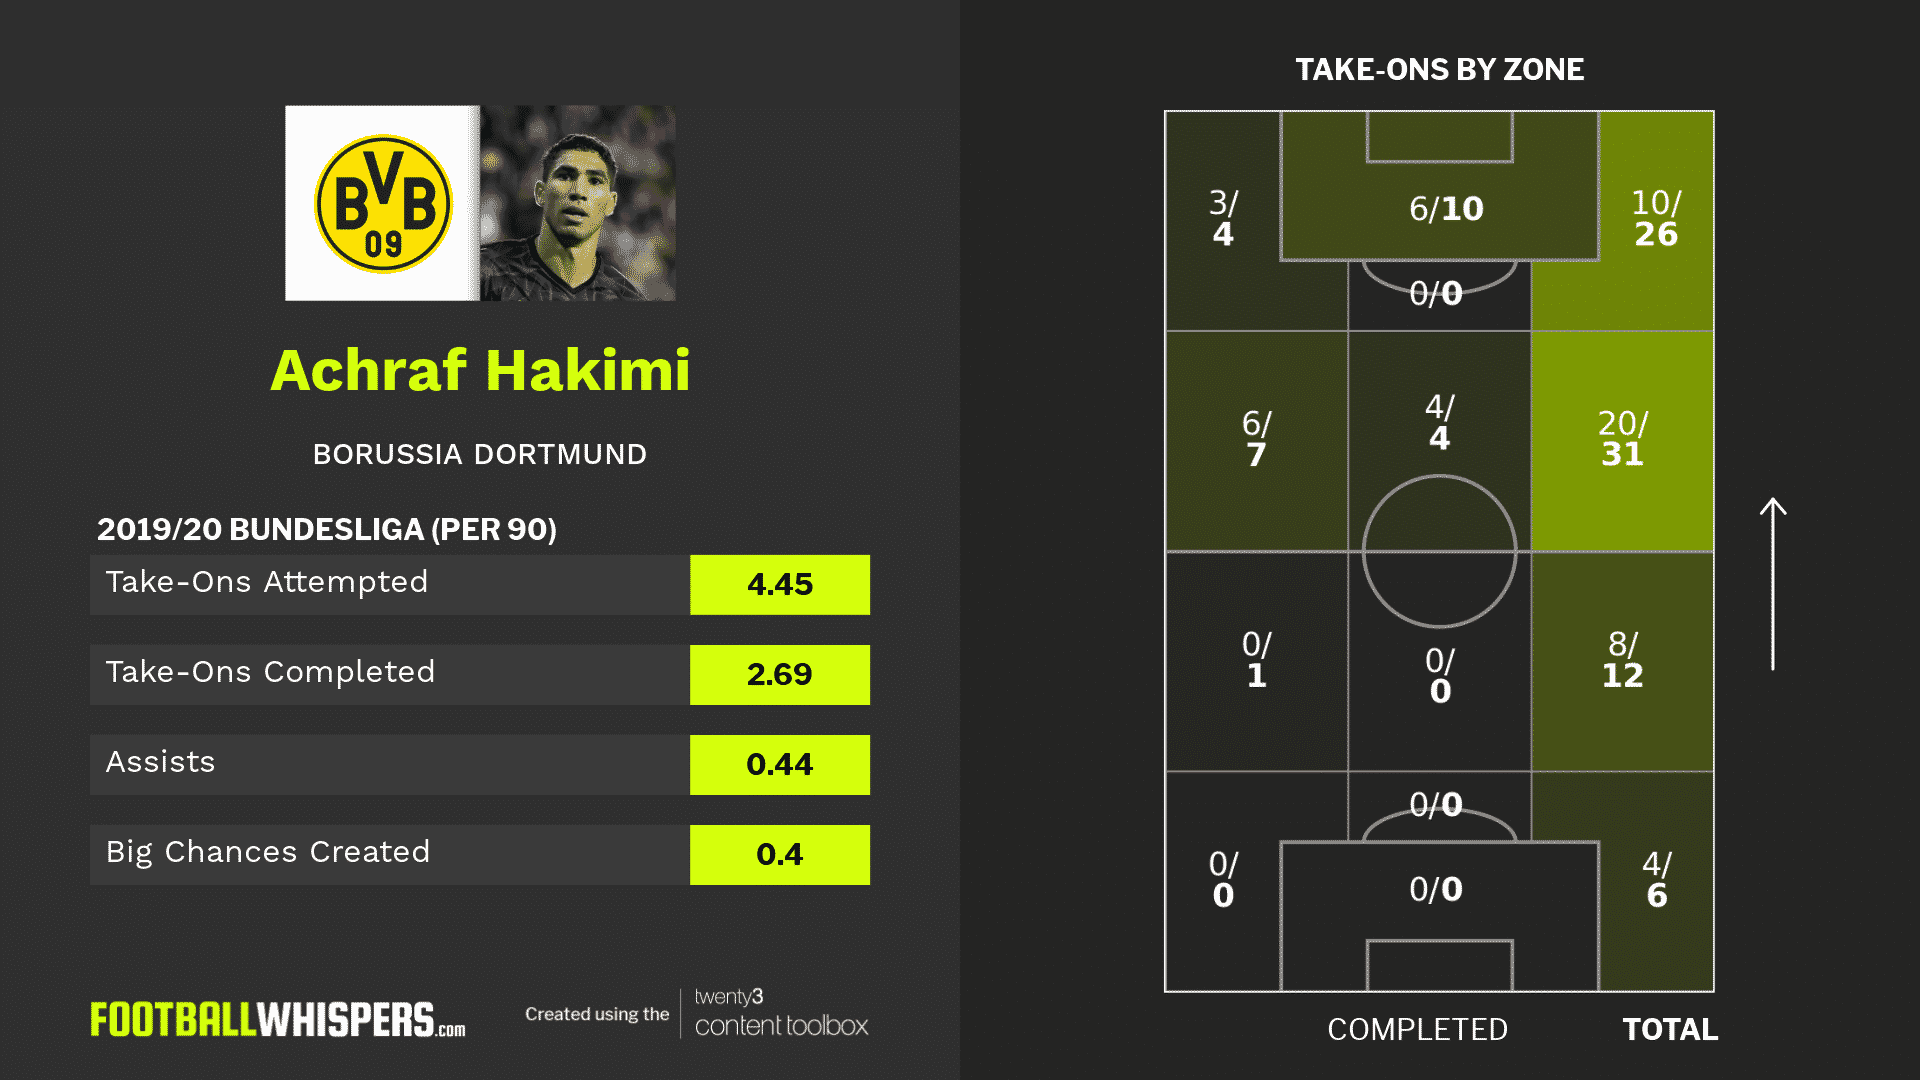 BVB
09
Achraf Hakimi
BORUSSIA DORTMUND
2019/20 BUNDESLIGA (PER 90)
Take-Ons Attempted 4.45
Take-Ons Completed 2.69
Assists 0.44
Big Chances Created 0.4
FOOTBALLWHISPERS.com
Created using the
twenty3
content toolbox
TAKE-ONS BY ZONE
3/
4
6/10
10/
26
0/0
6/
7
4/
4
20/
31
0/
1
0/
0
8/
12
0/0
0/
0
0/0
4/
6
COMPLETED TOTAL